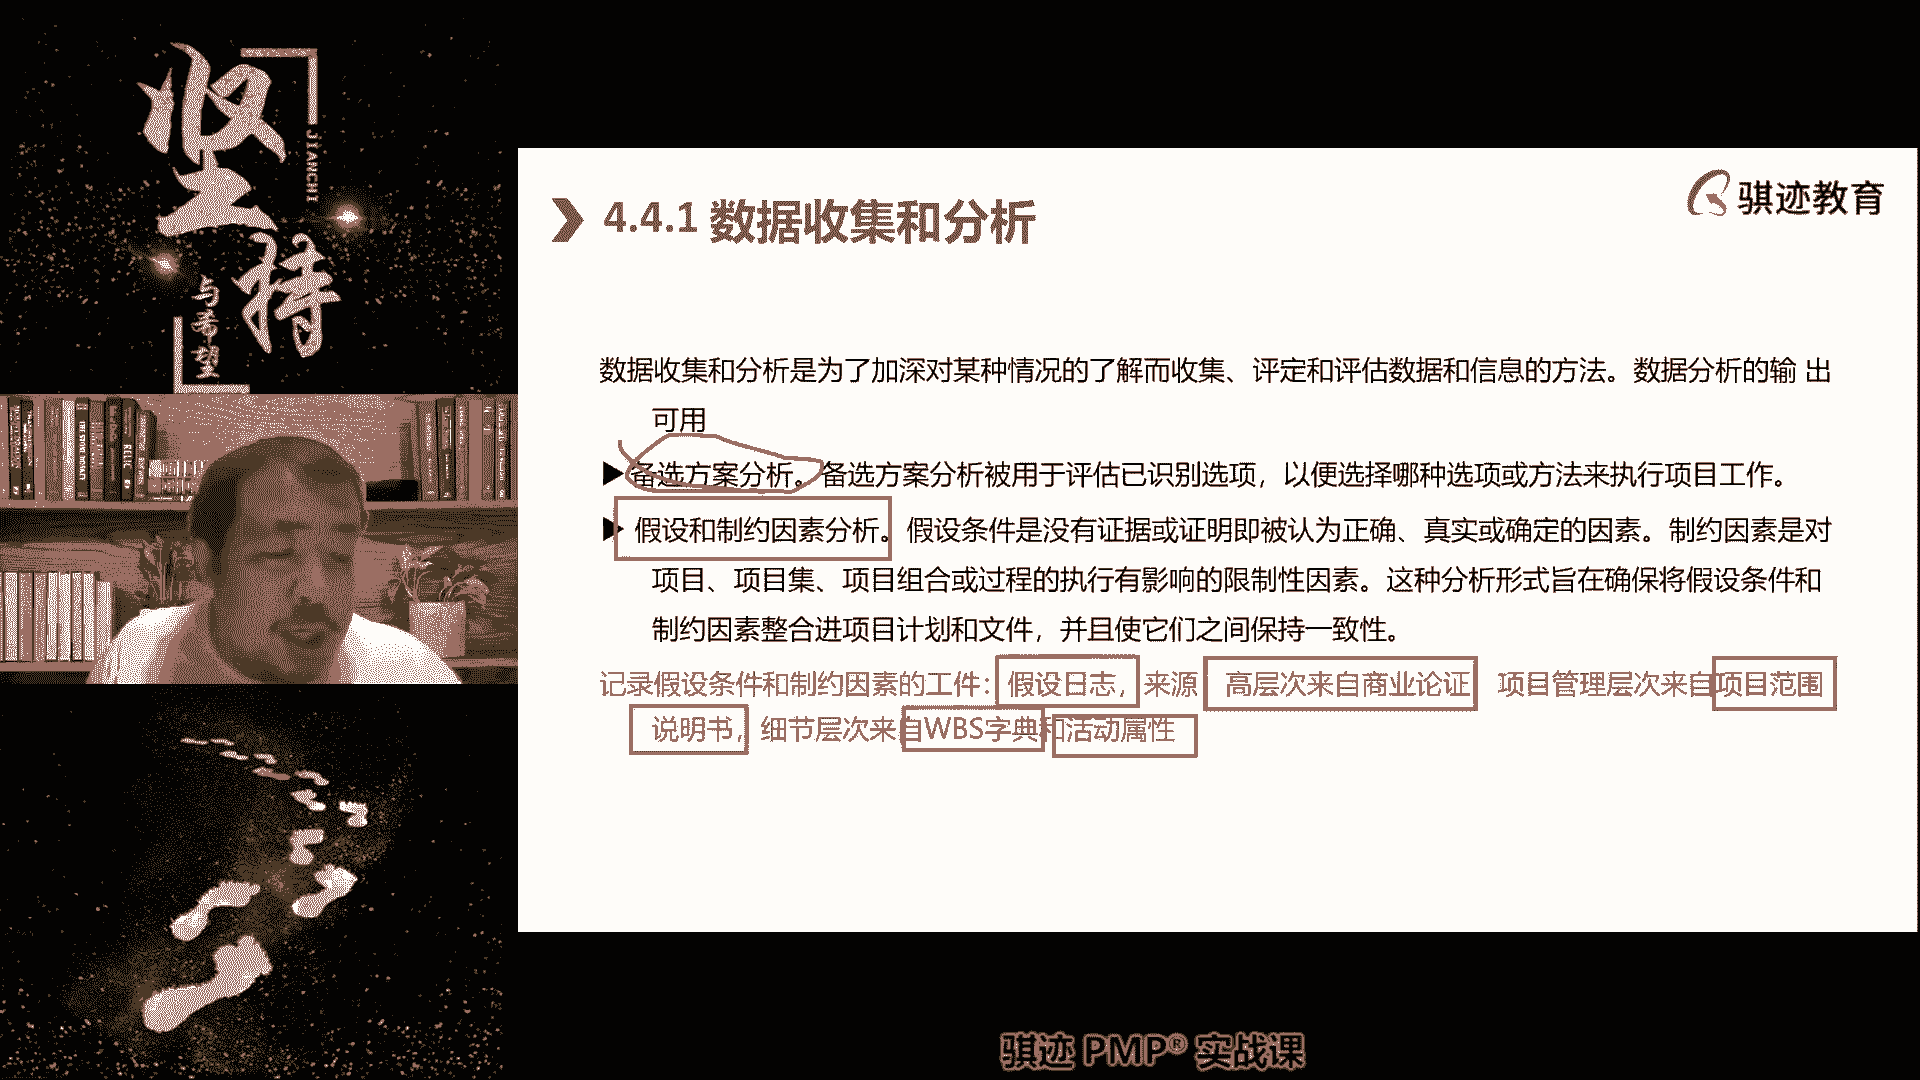 坚持
JIANCHI
与希望
骐迹教育
4.4.1 数据收集和分析
数据收集和分析是为了加深对某种情况的了解而收集、评定和评估数据和信息的方法。数据分析的输 出
可用
备选方案分析。备选方案分析被用于评估已识别选项，以便选择哪种选项或方法来执行项目工作。
假设和制约因素分析。假设条件是没有证据或证明即被认为正确、真实或确定的因素。制约因素是对
项目、项目集、项目组合或过程的执行有影响的限制性因素。这种分析形式旨在确保将假设条件和
制约因素整合进项目计划和文件，并且使它们之间保持一致性。
记录假设条件和制约因素的工件：假设日志，来源 高层次来自商业论证 项目管理层次来自项目范围
说明书，细节层次来自WBS字典和活动属性
骐迹 PMP® 实战课